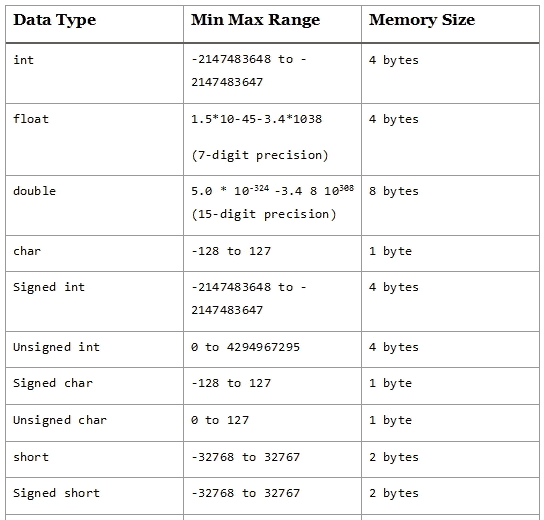 Data Type Min Max Range Memory Size
int -2147483648 to - 4 bytes
2147483647
float 1.5*10-45-3.4*1038 4 bytes
(7-digit precision)
double 5.0 * 10⁻³²⁴ -3.4 8 10³⁰⁸ 8 bytes
(15-digit precision)
char -128 to 127 1 byte
Signed int -2147483648 to - 4 bytes
2147483647
Unsigned int 0 to 4294967295 4 bytes
Signed char -128 to 127 1 byte
Unsigned char 0 to 127 1 byte
short -32768 to 32767 2 bytes
Signed short -32768 to 32767 2 bytes